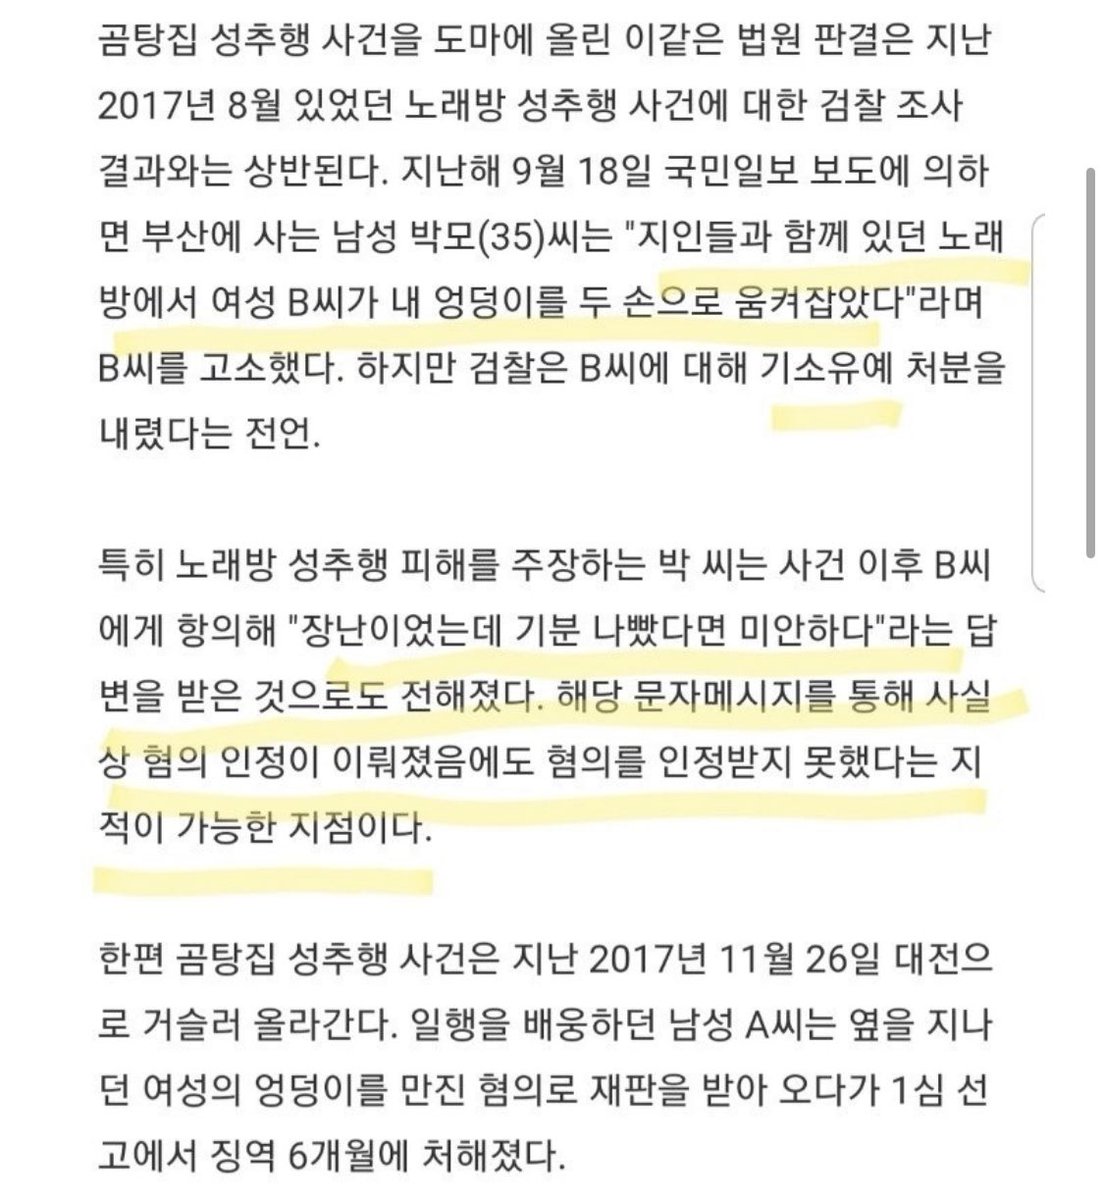 곰탕집 성추행 사건을 도마에 올린 이같은 법원 판결은 지난
2017년 8월 있었던 노래방 성추행 사건에 대한 검찰 조사
결과와는 상반된다. 지난해 9월 18일 국민일보 보도에 의하
면 부산에 사는 남성 박모(35)씨는 "지인들과 함께 있던 노래
방에서 여성 B씨가 내 엉덩이를 두 손으로 움켜잡았다"라며
B씨를 고소했다. 하지만 검찰은 B씨에 대해 기소유예 처분을
내렸다는 전언.
특히 노래방 성추행 피해를 주장하는 박 씨는 사건 이후 B씨
에게 항의해 "장난이었는데 기분 나빴다면 미안하다"라는 답
변을 받은 것으로도 전해졌다. 해당 문자메시지를 통해 사실
상 혐의 인정이 이뤄졌음에도 혐의를 인정받지 못했다는 지
적이 가능한 지점이다.
한편 곰탕집 성추행 사건은 지난 2017년 11월 26일 대전으
로 거슬러 올라간다. 일행을 배웅하던 남성 A씨는 옆을 지나
던 여성의 엉덩이를 만진 혐의로 재판을 받아 오다가 1심 선
고에서 징역 6개월에 처해졌다.